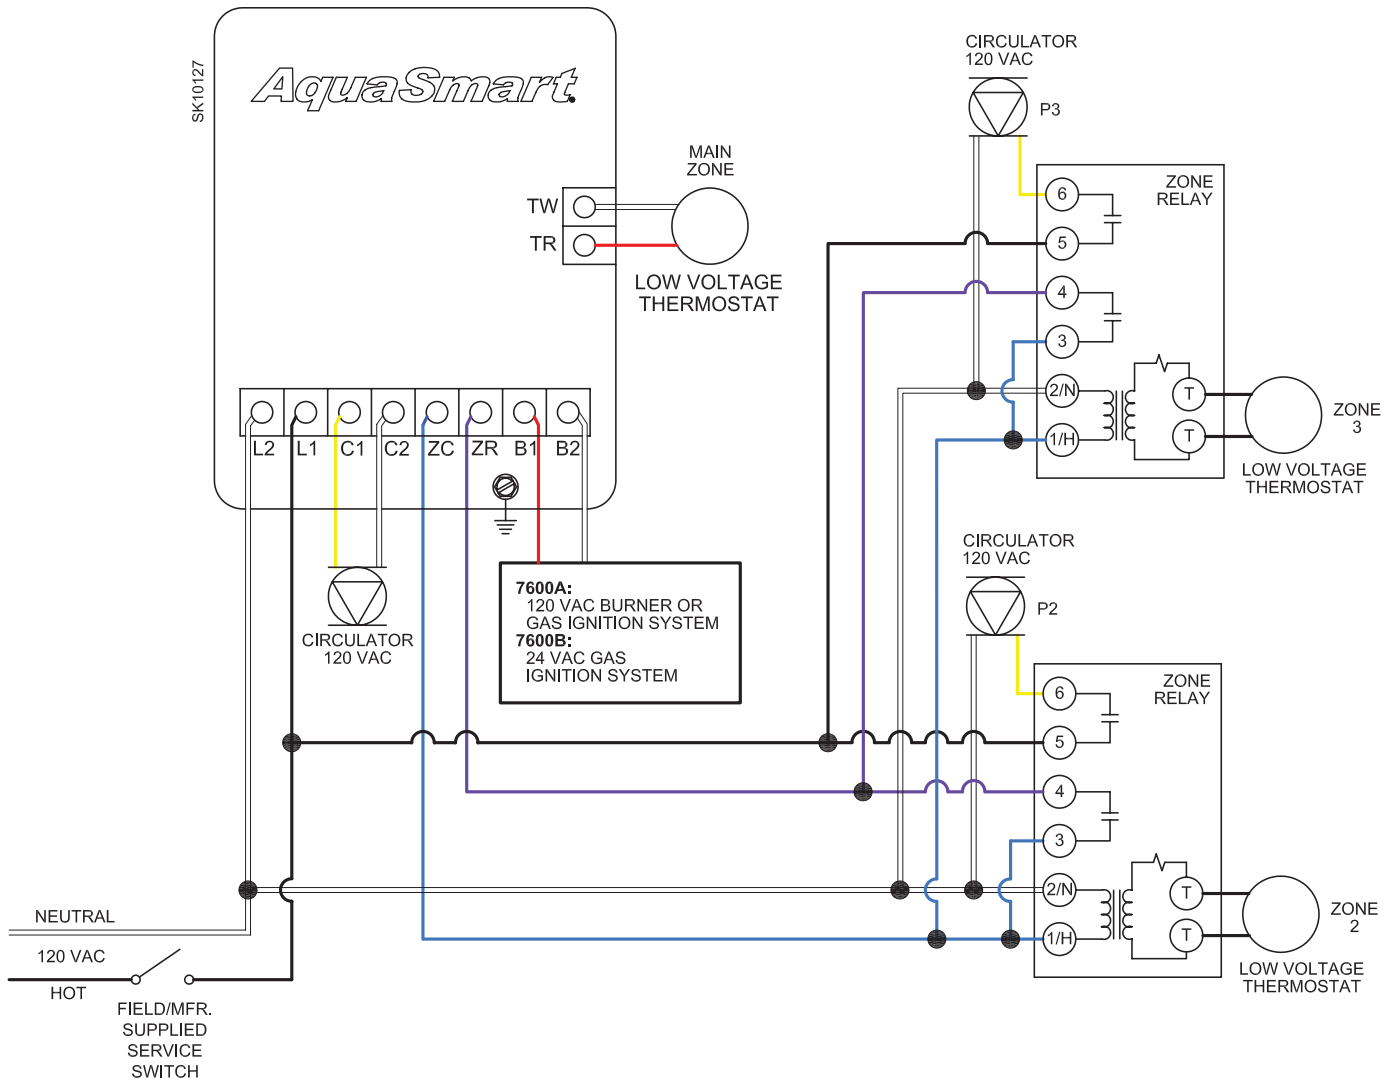 SK10127
AquaSmart
TW
TR
MAIN
ZONE
LOW VOLTAGE
THERMOSTAT
L2 L1 C1 C2 ZC ZR B1 B2
CIRCULATOR
120 VAC
7600A:
120 VAC BURNER OR
GAS IGNITION SYSTEM
7600B:
24 VAC GAS
IGNITION SYSTEM
NEUTRAL
120 VAC
HOT
FIELD/MFR.
SUPPLIED
SERVICE
SWITCH
CIRCULATOR
120 VAC
P3
ZONE
RELAY
6
5
4
3
2/N
1/H
T
T
ZONE
3
LOW VOLTAGE
THERMOSTAT
CIRCULATOR
120 VAC
P2
ZONE
RELAY
6
5
4
3
2/N
1/H
T
T
ZONE
2
LOW VOLTAGE
THERMOSTAT